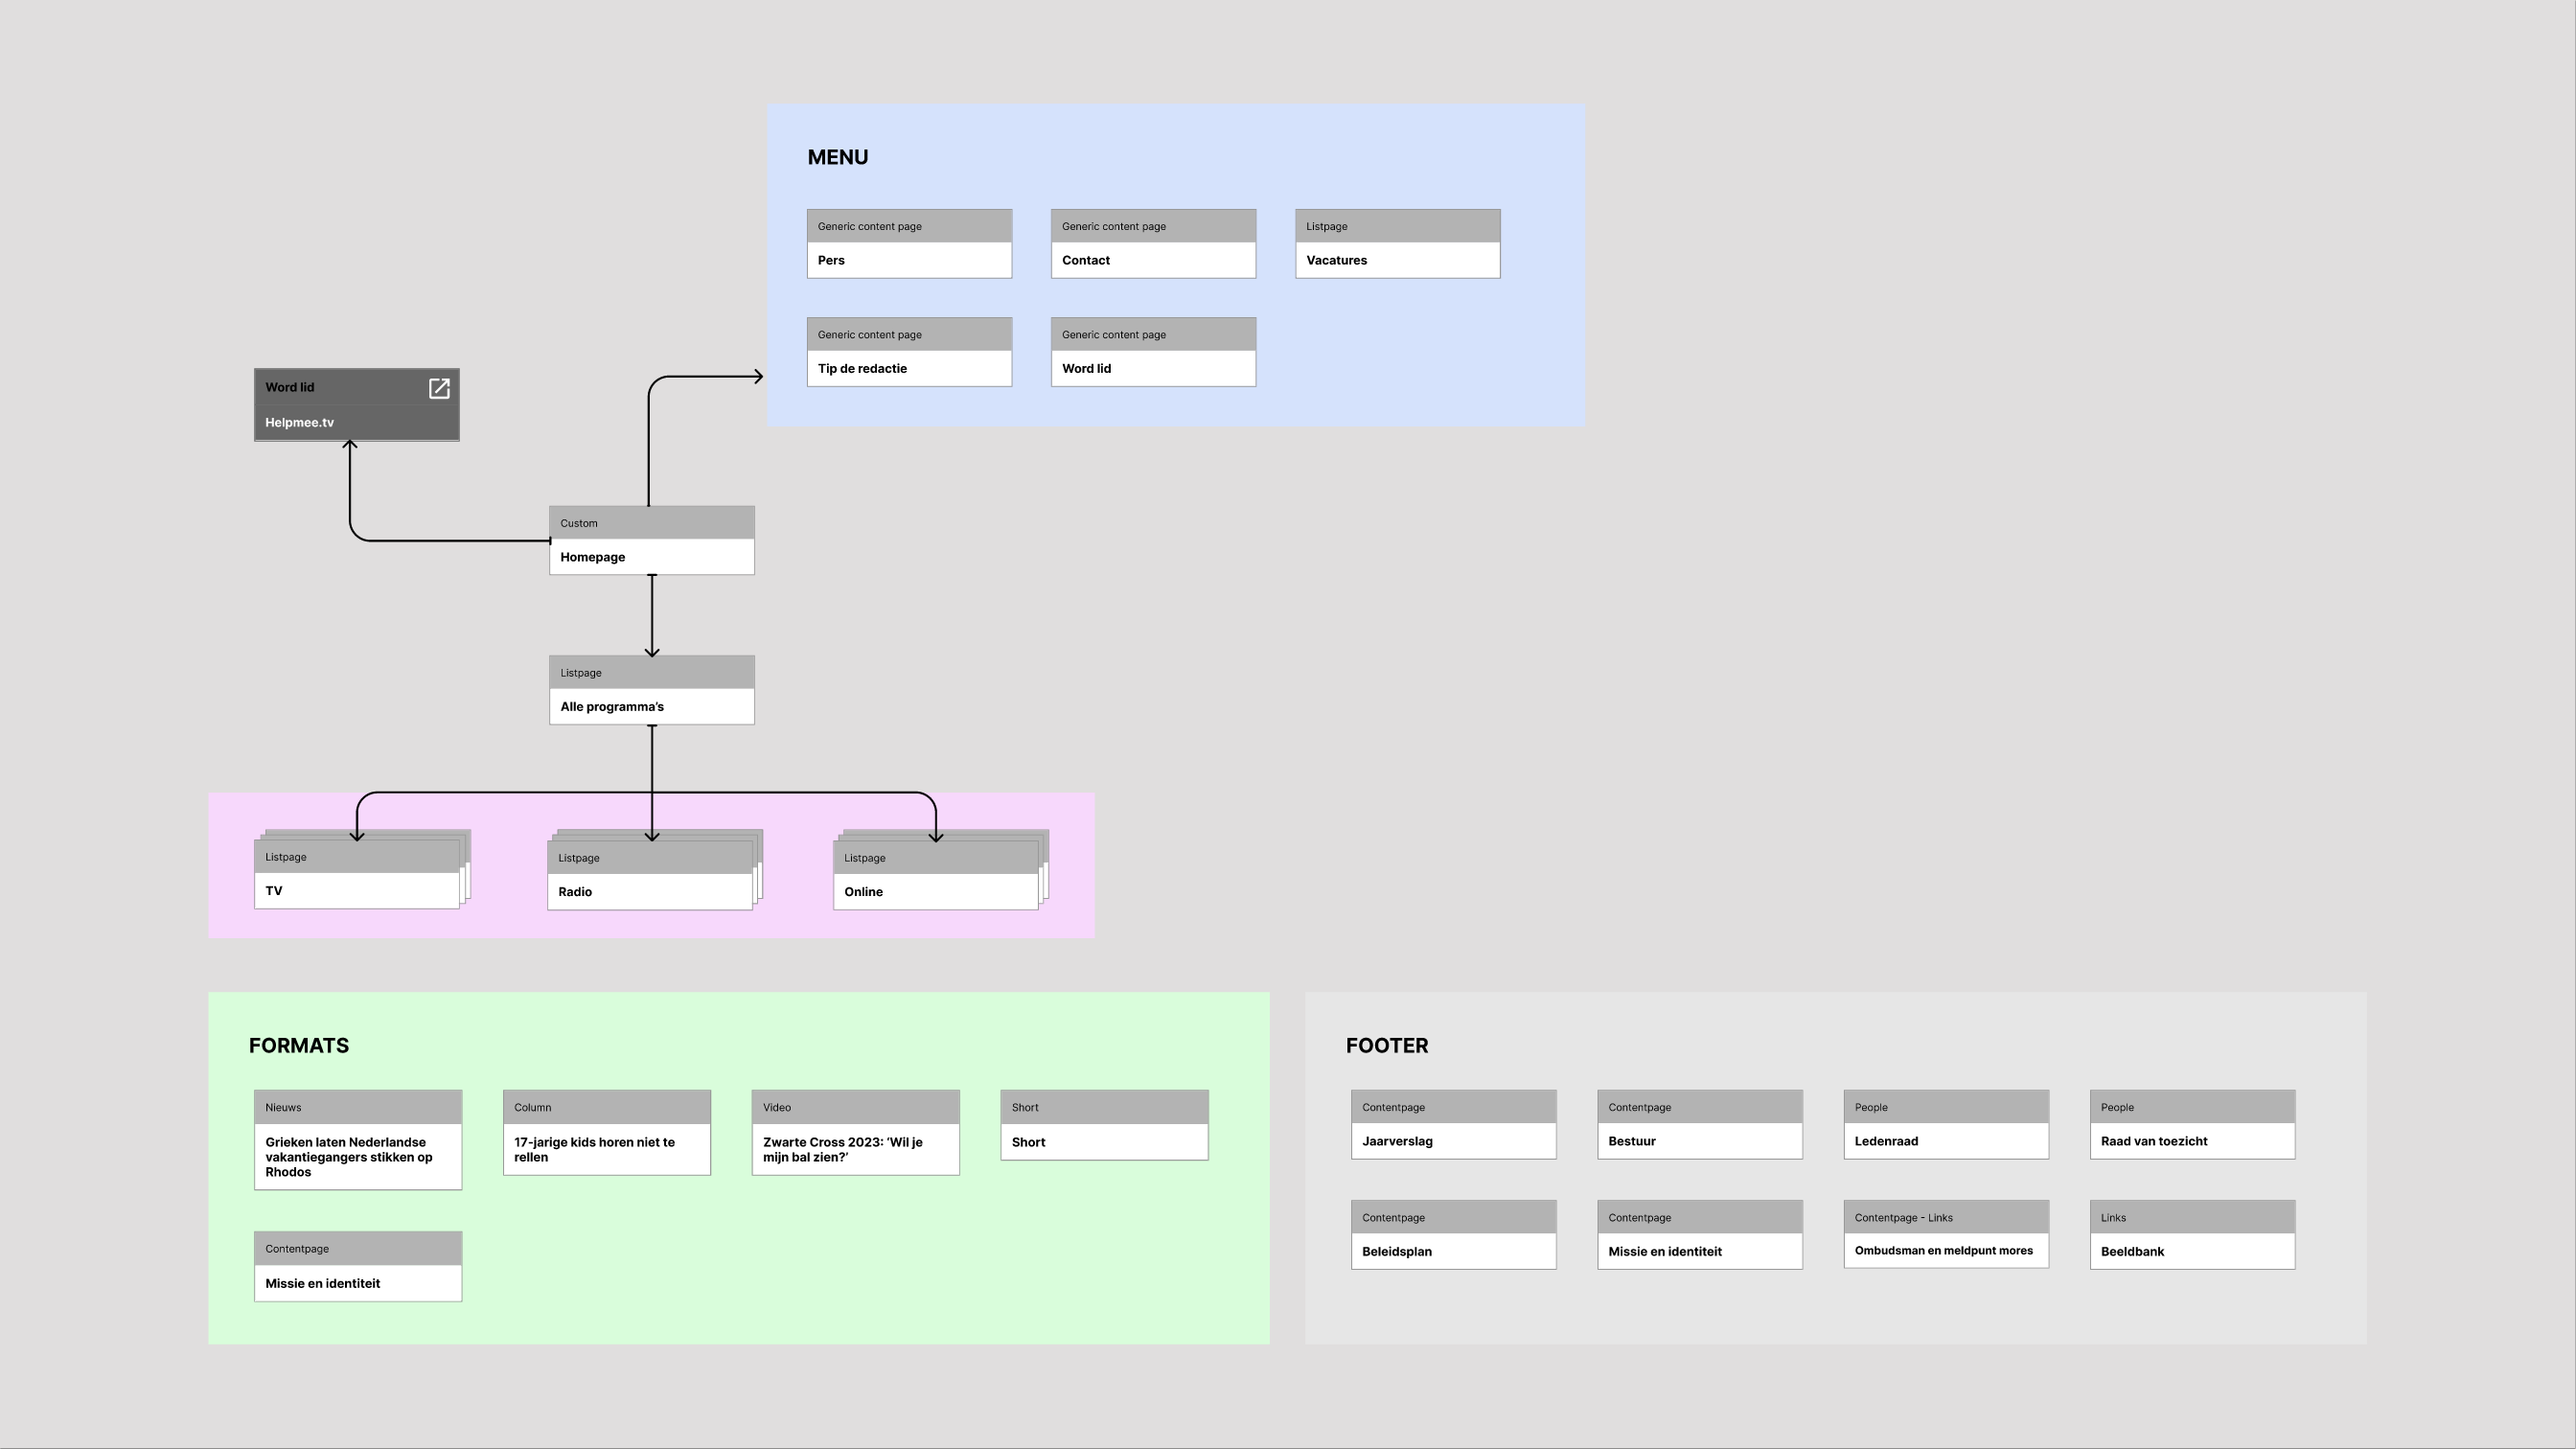 MENU
Generic content page
Pers
Generic content page
Contact
Listpage
Vacatures
Generic content page
Tip de redactie
Generic content page
Word lid
Word lid
Helpmee.tv
Custom
Homepage
Listpage
Alle programma's
Listpage
TV
Listpage
Radio
Listpage
Online
FORMATS
Nieuws
Grieken laten Nederlandse
vakantiegangers stikken op
Rhodos
Column
17-jarige kids horen niet te
rellen
Video
Zwarte Cross 2023: ‘Wil je
mijn bal zien?’
Short
Short
Contentpage
Missie en identiteit
FOOTER
Contentpage
Jaarverslag
Contentpage
Bestuur
People
Ledenraad
People
Raad van toezicht
Contentpage
Beleidsplan
Contentpage
Missie en identiteit
Contentpage - Links
Ombudsman en meldpunt mores
Links
Beeldbank